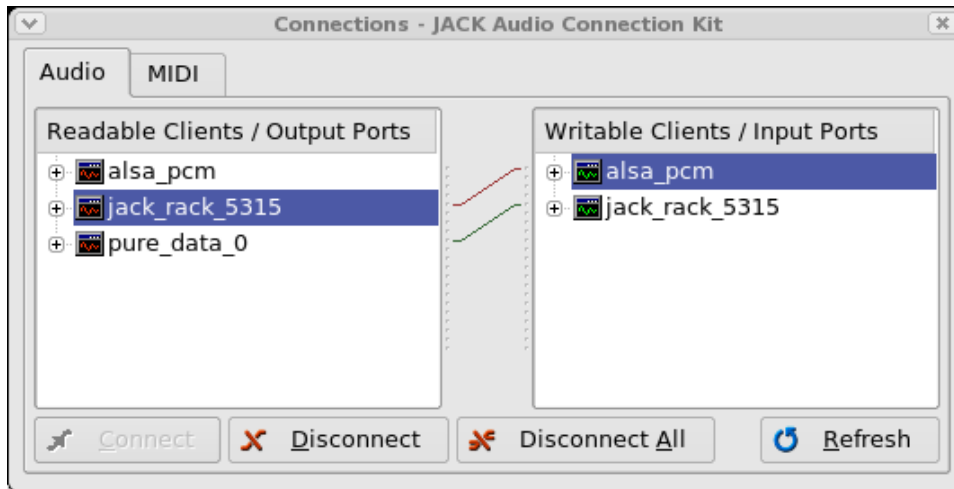 Connections - JACK Audio Connection Kit
Audio
MIDI
Readable Clients / Output Ports
alsa_pcm
jack_rack_5315
pure_data_0
Writable Clients / Input Ports
alsa_pcm
jack_rack_5315
Connect
Disconnect
Disconnect All
Refresh